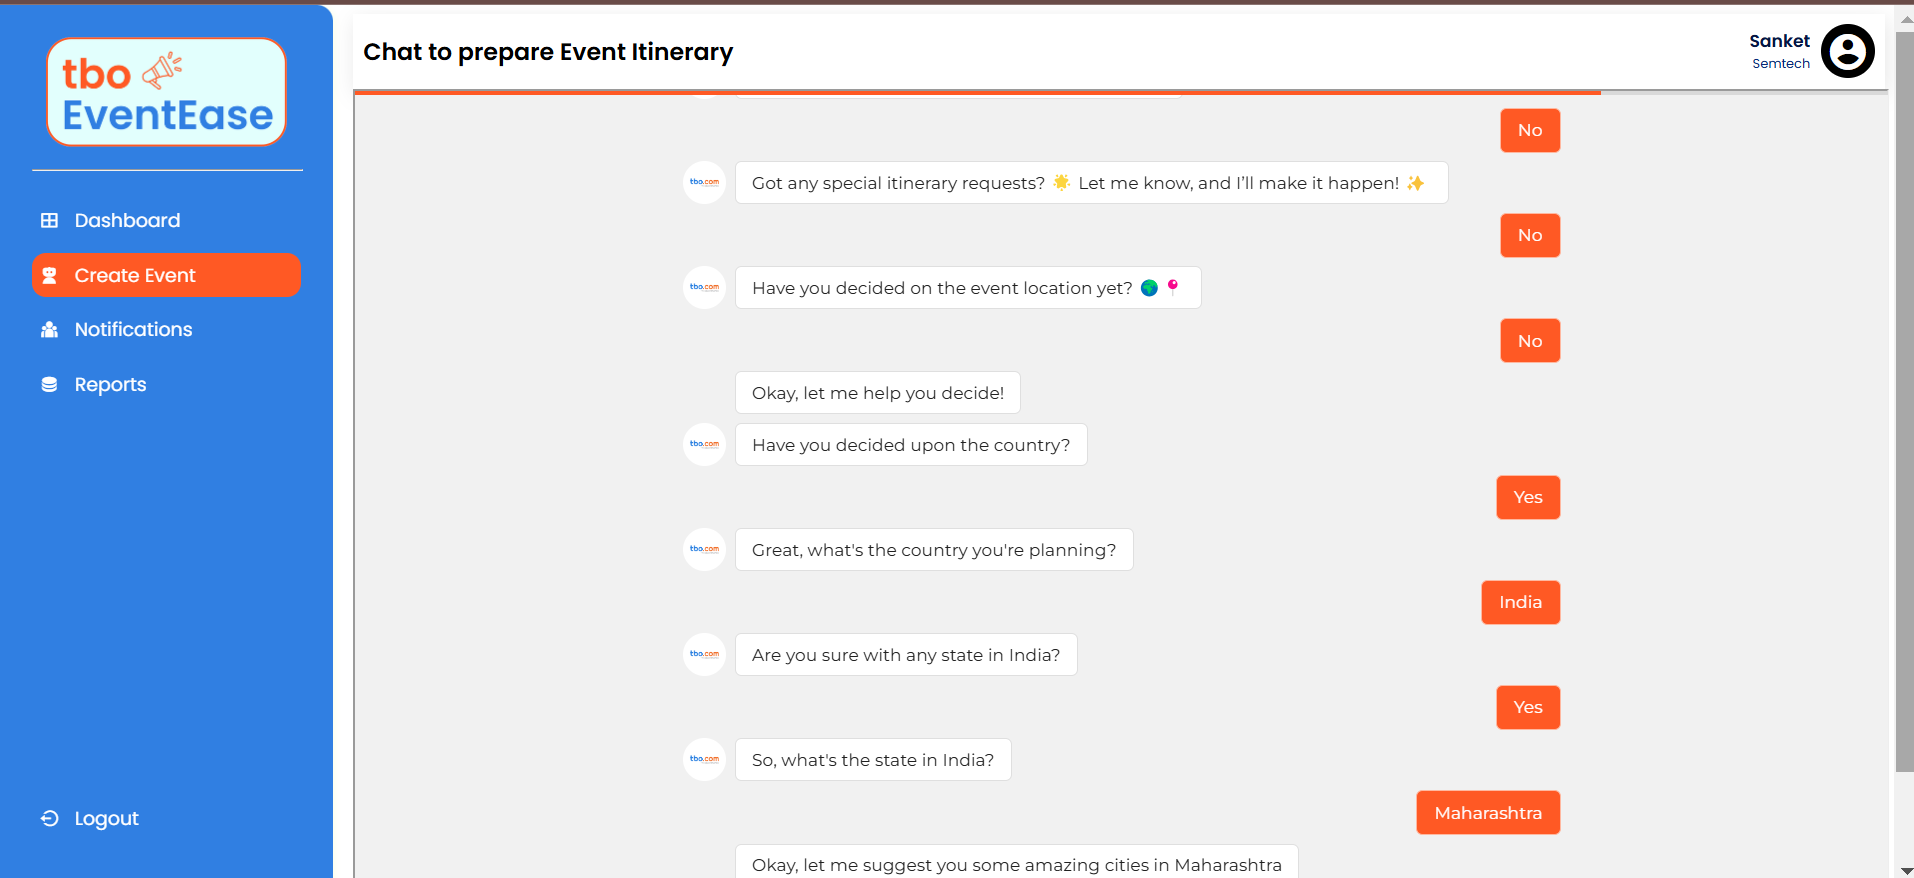 tbo
EventEase
Dashboard
Create Event
Notifications
Reports
Logout
Chat to prepare Event Itinerary
Sanket
Semtech
No
tbo.com
Got any special itinerary requests? 🌟 Let me know, and I’ll make it happen! ✨
No
tbo.com
Have you decided on the event location yet? 🌍 📍
No
Okay, let me help you decide!
tbo.com
Have you decided upon the country?
Yes
tbo.com
Great, what's the country you're planning?
India
tbo.com
Are you sure with any state in India?
Yes
tbo.com
So, what's the state in India?
Maharashtra
Okay, let me suggest you some amazing cities in Maharashtra